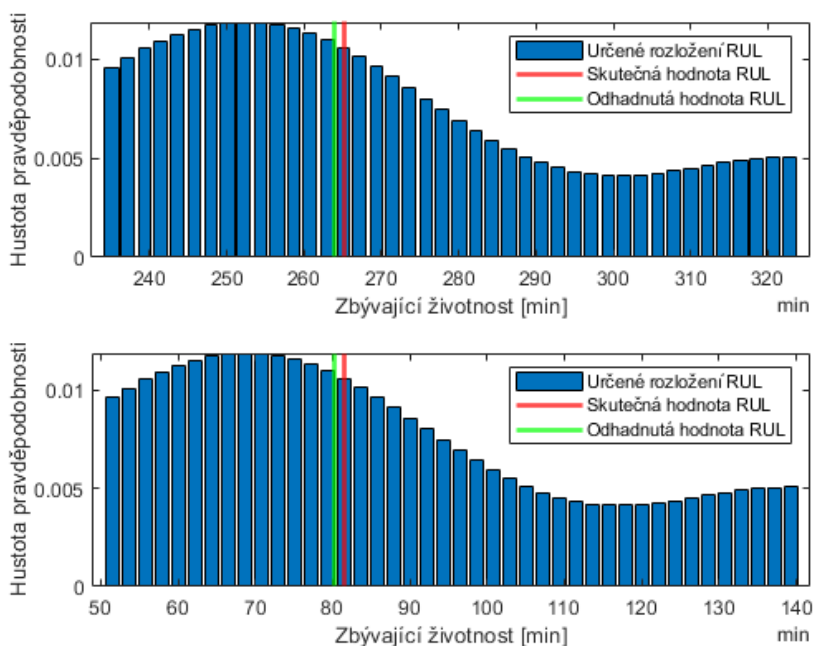 Hustota pravděpodobnosti
0.01
0.005
0
Určené rozložení RUL
Skutečná hodnota RUL
Odhadnutá hodnota RUL
240 250 260 270 280 290 300 310 320
Zbývající životnost [min]
min
Hustota pravděpodobnosti
0.01
0.005
0
Určené rozložení RUL
Skutečná hodnota RUL
Odhadnutá hodnota RUL
50 60 70 80 90 100 110 120 130 140
Zbývající životnost [min]
min